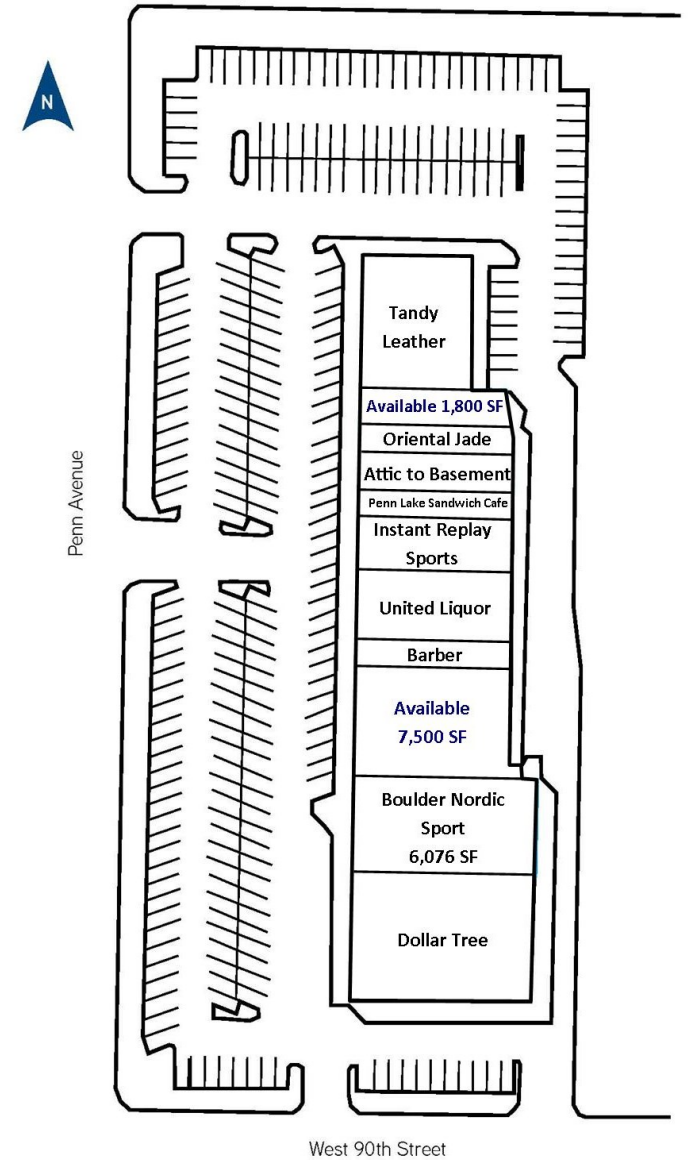 N
Tandy
Leather
Available 1,800 SF
Oriental Jade
Attic to Basement
Penn Lake Sandwich Cafe
Instant Replay
Sports
United Liquor
Barber
Available
7,500 SF
Boulder Nordic
Sport
6,076 SF
Dollar Tree
Penn Avenue
West 90th Street